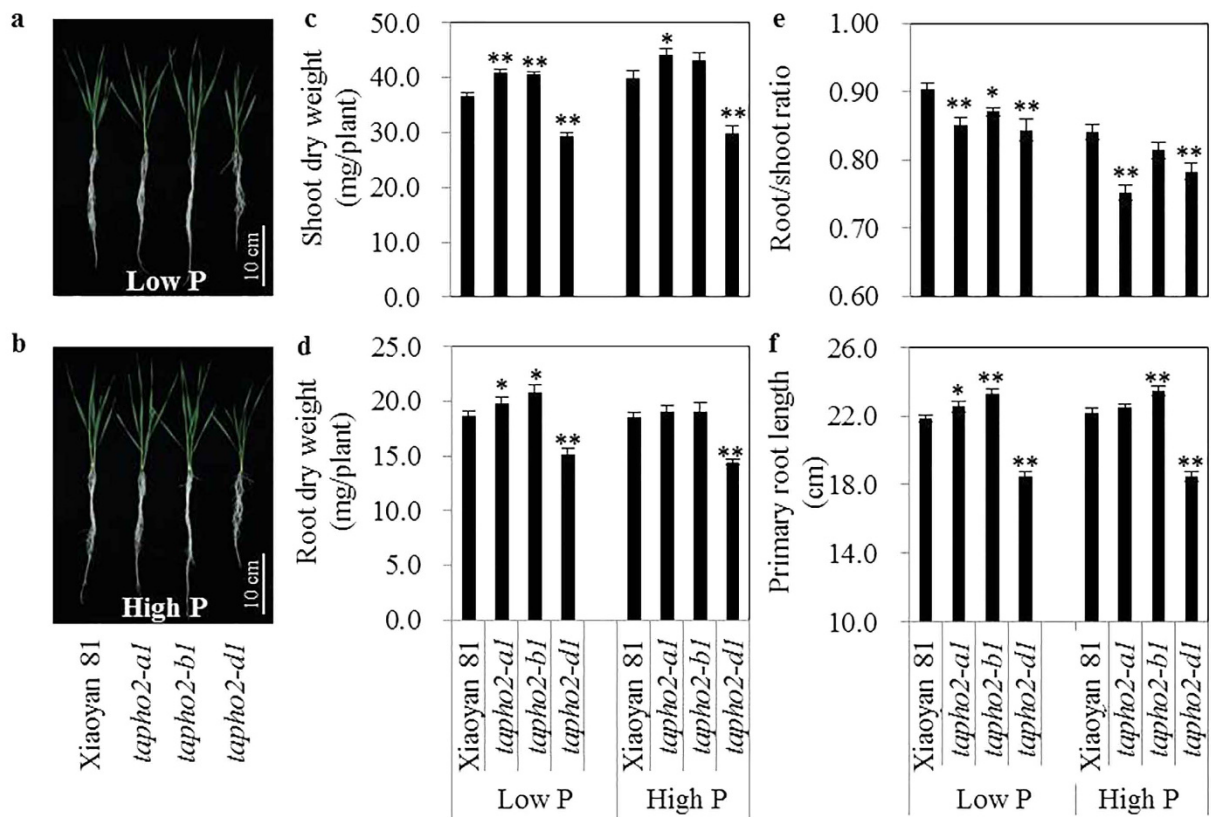 a
Low P
10 cm
b
High P
10 cm
Xiaoyan 81
tapho2-a1
tapho2-b1
tapho2-d1
c
Shoot dry weight
(mg/plant)
50.0
40.0
30.0
20.0
10.0
0.0
**
**
**
*
**
d
Root dry weight
(mg/plant)
25.0
20.0
15.0
10.0
5.0
0.0
*
*
**
**
Xiaoyan 81
tapho2-a1
tapho2-b1
tapho2-d1
Xiaoyan 81
tapho2-a1
tapho2-b1
tapho2-d1
Low P
High P
e
Root/shoot ratio
1.00
0.90
0.80
0.70
0.60
**
*
**
**
**
f
Primary root length
(cm)
26.0
22.0
18.0
14.0
10.0
*
**
**
**
**
Xiaoyan 81
tapho2-a1
tapho2-b1
tapho2-d1
Xiaoyan 81
tapho2-a1
tapho2-b1
tapho2-d1
Low P
High P